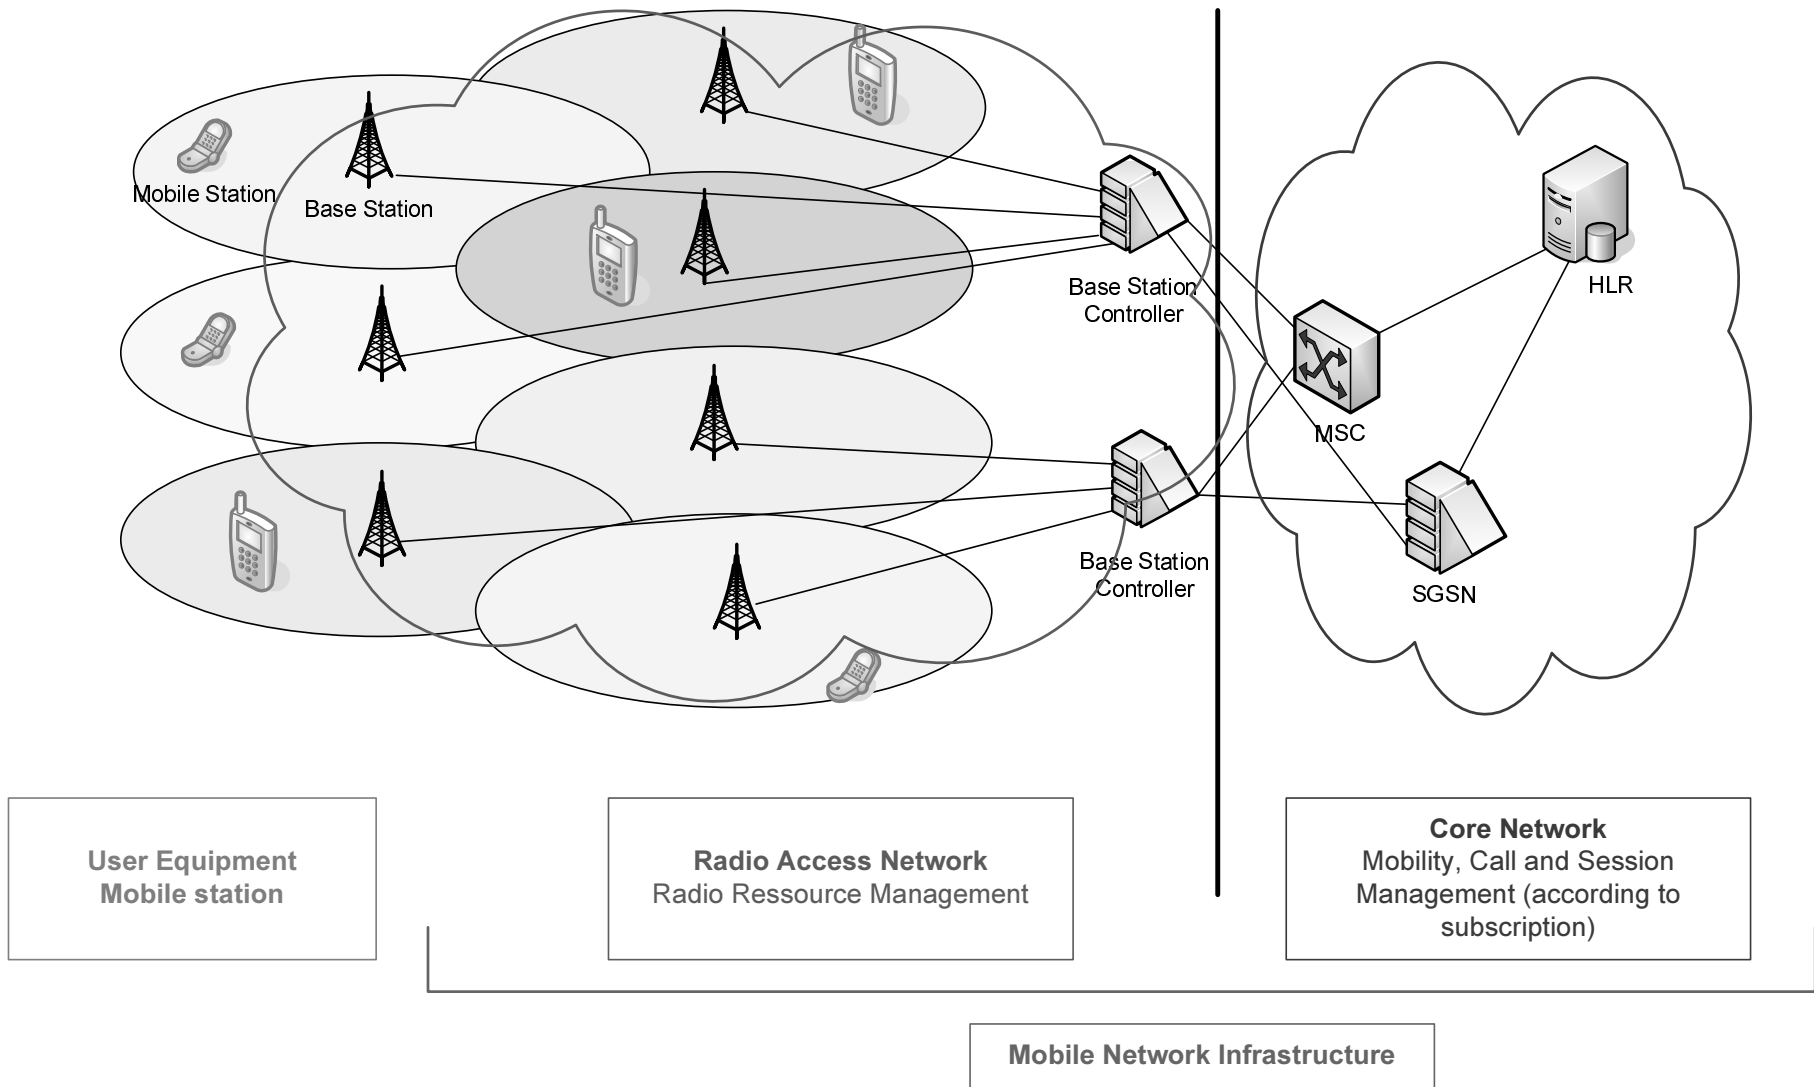 Mobile Station
Base Station
Base Station
Controller
HLR
MSC
Base Station
Controller
SGSN
User Equipment
Mobile station
Radio Access Network
Radio Ressource Management
Core Network
Mobility, Call and Session
Management (according to
subscription)
Mobile Network Infrastructure